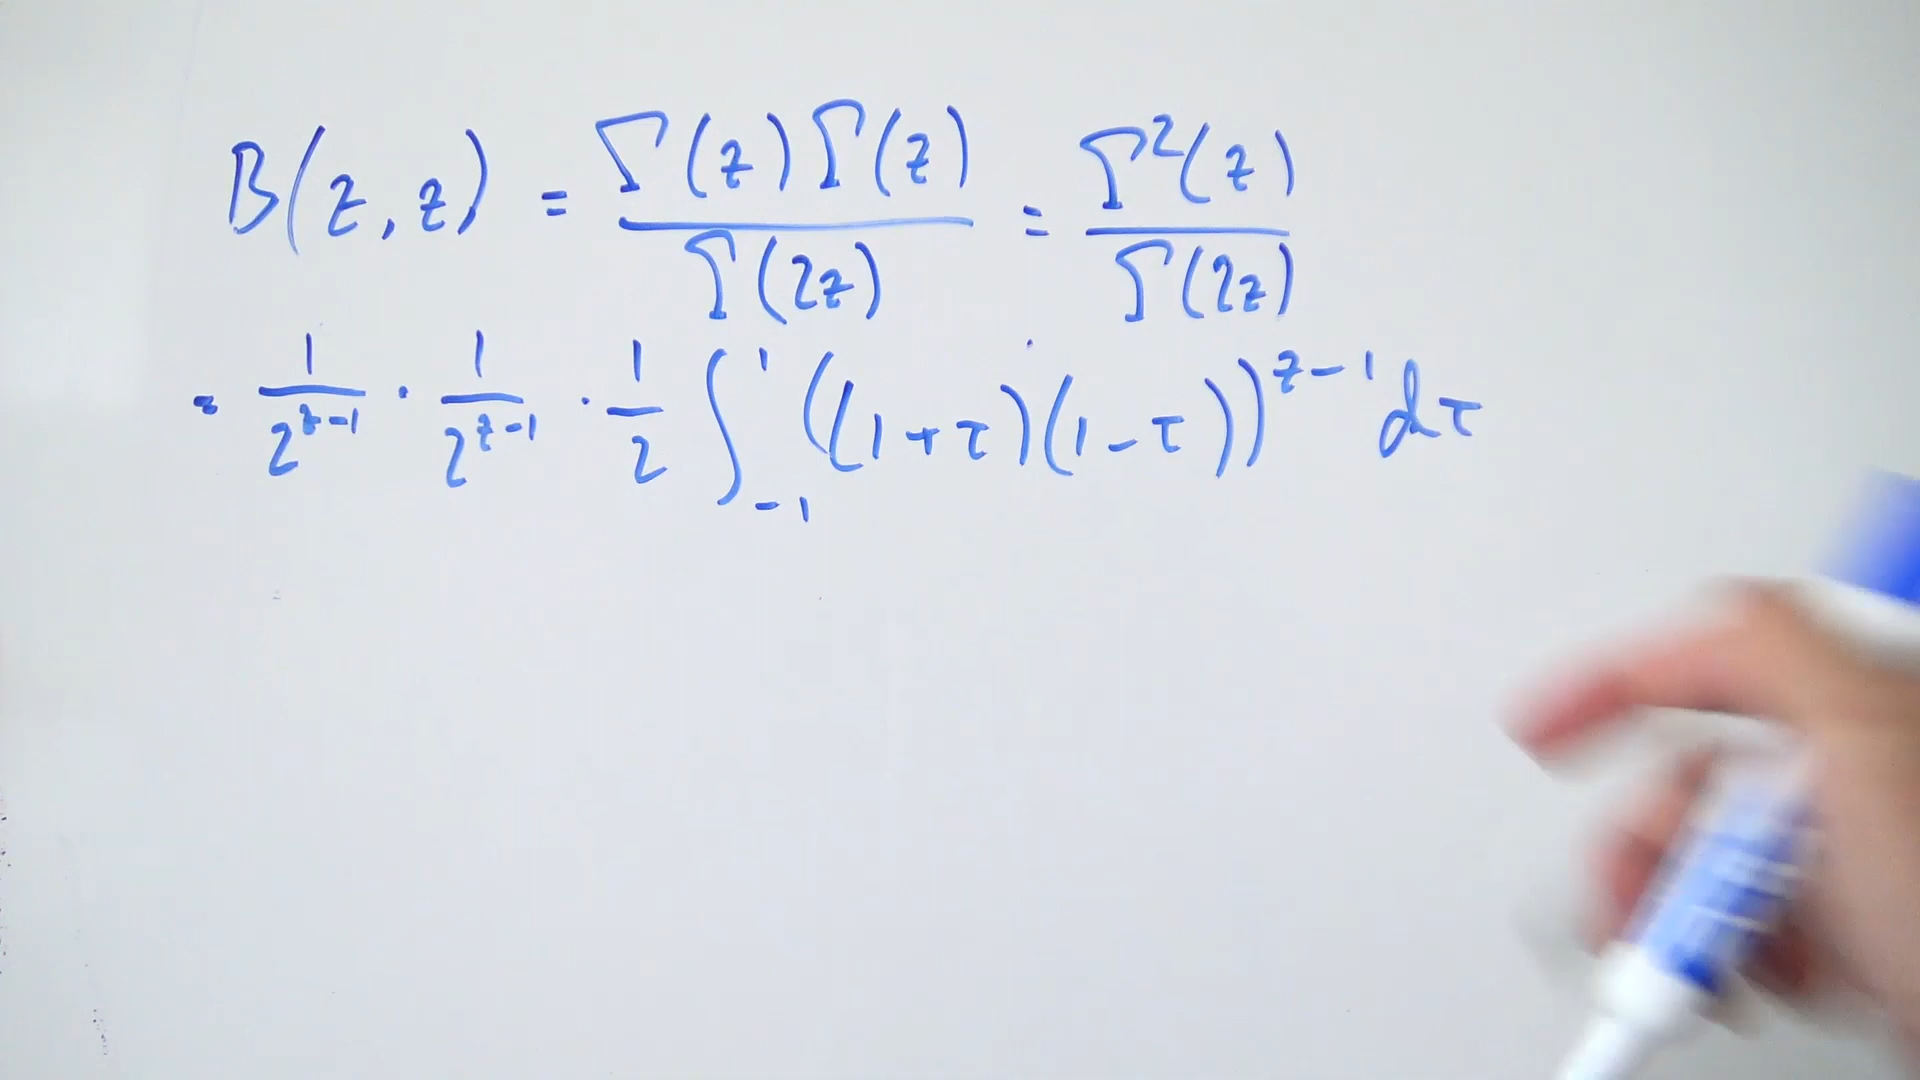 B(z,z) = Γ(z)Γ(z)/Γ(2z) = Γ²(z)/Γ(2z)
= 1/2^(z-1) · 1/2^(z-1) · 1/2 ∫_{-1}^{1} ((1+τ)(1-τ))^(z-1) dτ